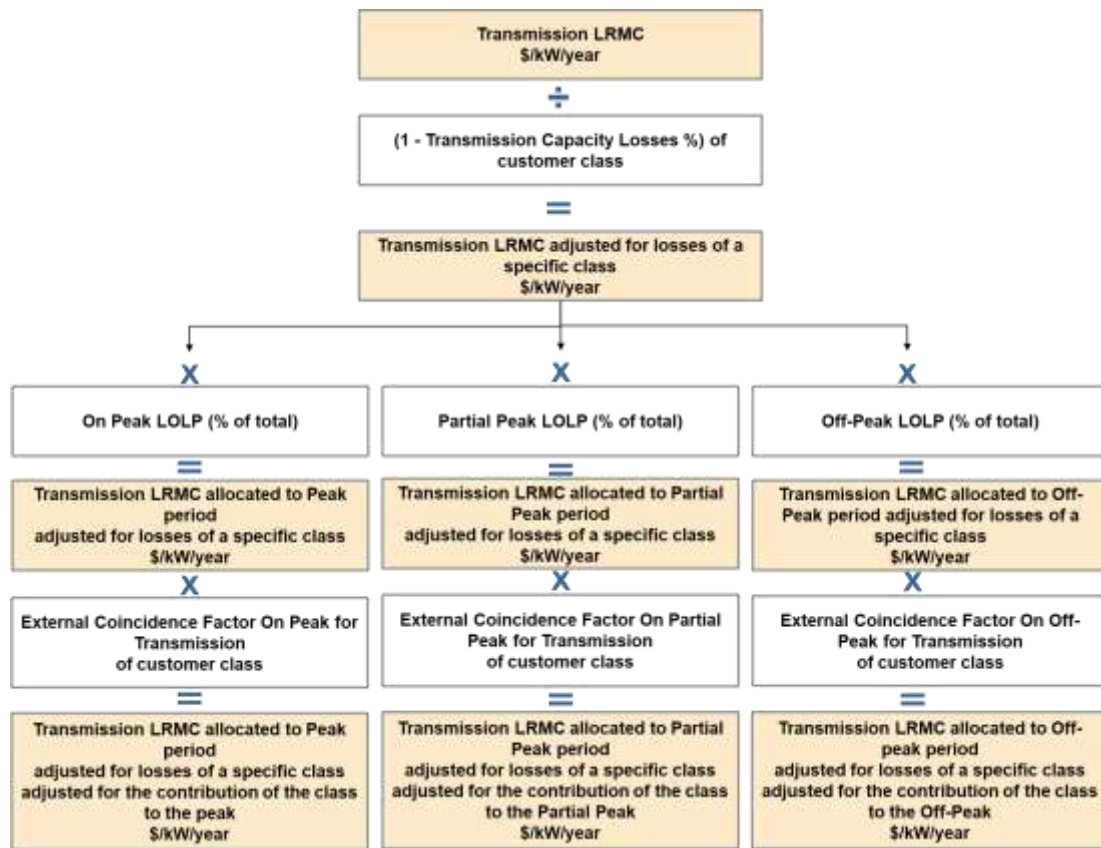 Transmission LRMC
$/kW/year
÷
(1 - Transmission Capacity Losses %) of
customer class
=
Transmission LRMC adjusted for losses of a
specific class
$/kW/year
X
X
X
On Peak LOLP (% of total)
Partial Peak LOLP (% of total)
Off-Peak LOLP (% of total)
=
=
=
Transmission LRMC allocated to Peak
period
adjusted for losses of a specific class
$/kW/year
Transmission LRMC allocated to Partial
Peak period
adjusted for losses of a specific class
$/kW/year
Transmission LRMC allocated to Off-
Peak period adjusted for losses of a
specific class
$/kW/year
X
X
X
External Coincidence Factor On Peak for
Transmission
of customer class
External Coincidence Factor On Partial
Peak for Transmission
of customer class
External Coincidence Factor On Off-
Peak for Transmission
of customer class
=
=
=
Transmission LRMC allocated to Peak
period
adjusted for losses of a specific class
adjusted for the contribution of the class
to the peak
$/kW/year
Transmission LRMC allocated to Partial
Peak period
adjusted for losses of a specific class
adjusted for the contribution of the class
to the Partial Peak
$/kW/year
Transmission LRMC allocated to Off-
peak period
adjusted for losses of a specific class
adjusted for the contribution of the class
to the Off-Peak
$/kW/year